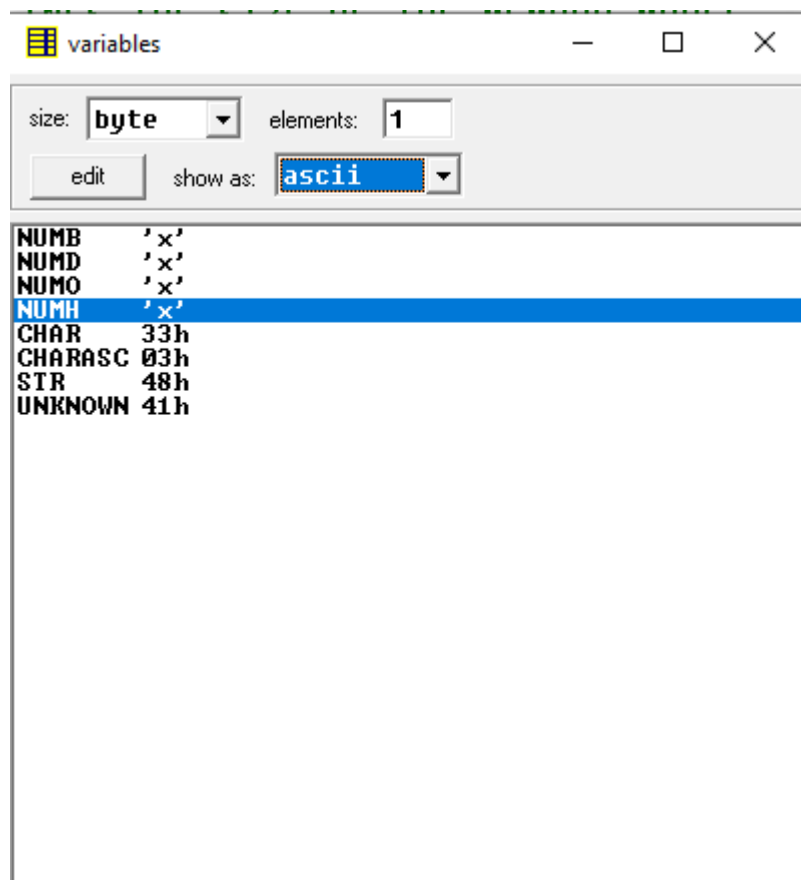 variables
size: byte elements: 1
edit show as: ascii
NUMB 'x'
NUMD 'x'
NUMO 'x'
NUMH 'x'
CHAR 33h
CHARASC 03h
STR 48h
UNKNOWN 41h